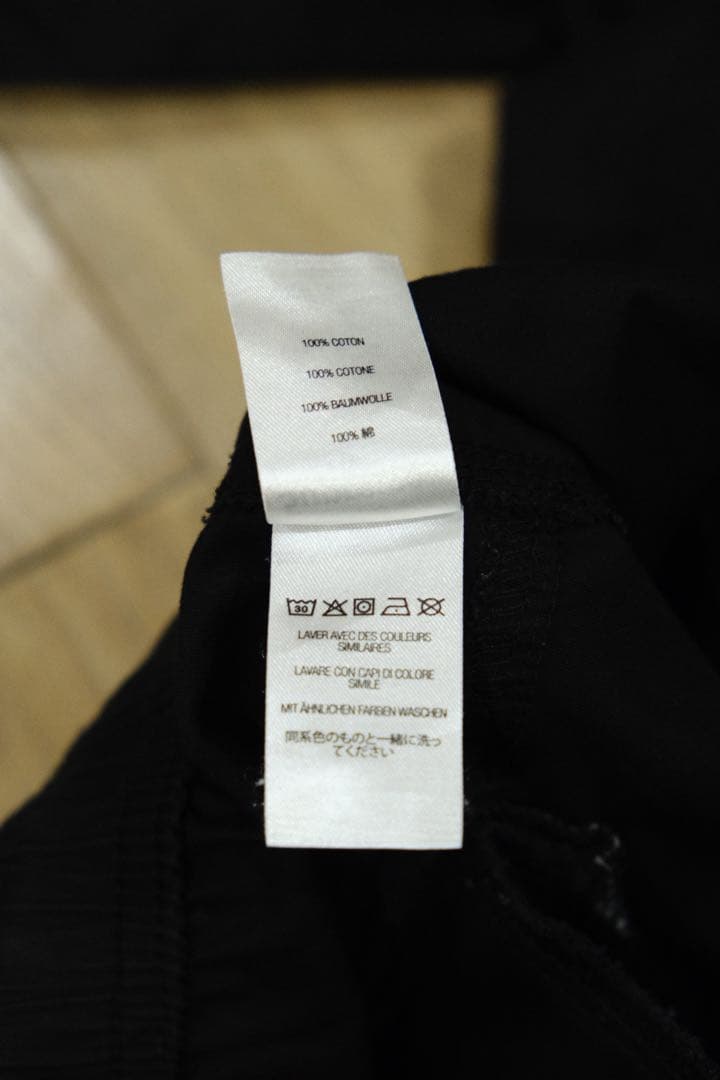 100% COTON
100% COTONE
100% BAUMWOLLE
100% 綿
30
LAVER AVEC DES COULEURS
SIMILAIRES
LAVARE CON CAPI DI COLORE
SIMILE
MIT ÄHNLICHEN FARBEN WASCHEN
同系色のものと一緒に洗っ
てください